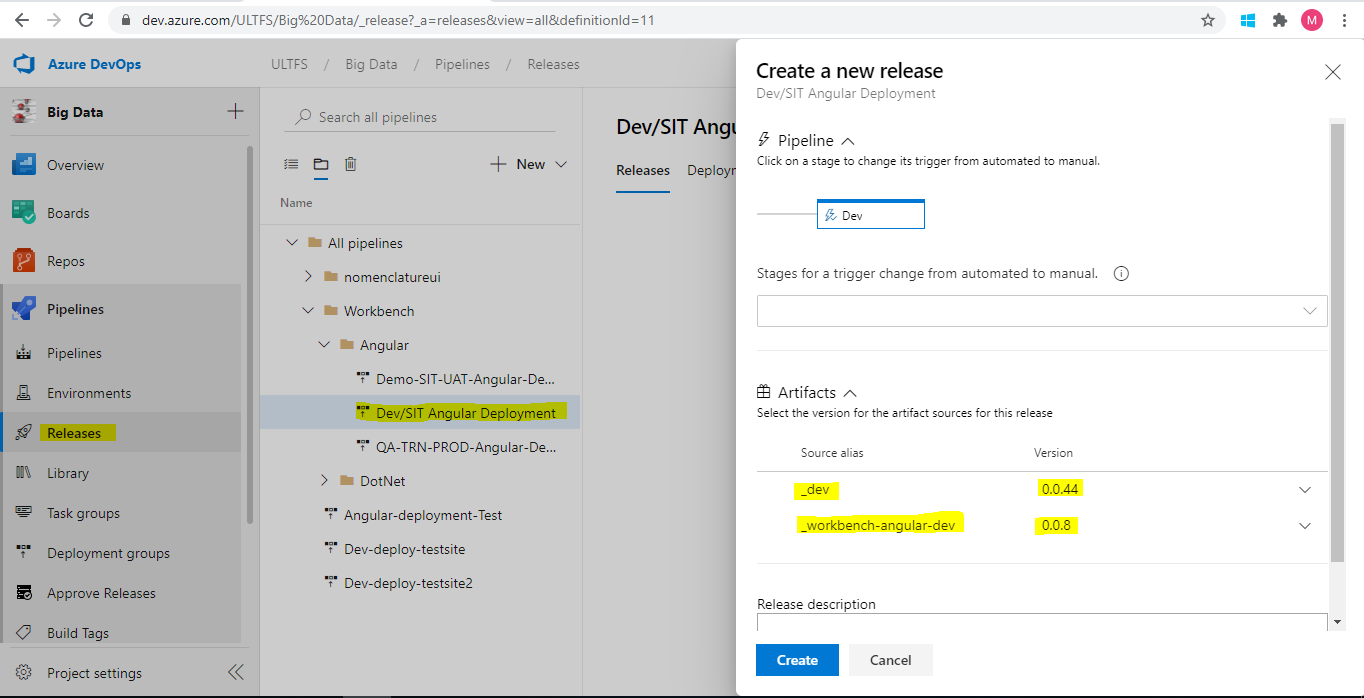 dev.azure.com/ULTFS/Big%20Data/_release?_a=releases&view=all&definitionId=11
M
Azure DevOps
ULTFS / Big Data / Pipelines / Releases
Big Data
Overview
Boards
Repos
Pipelines
Pipelines
Environments
Releases
Library
Task groups
Deployment groups
Approve Releases
Build Tags
Project settings
Search all pipelines
New
Name
All pipelines
nomenclatureui
Workbench
Angular
Demo-SIT-UAT-Angular-De...
Dev/SIT Angular Deployment
QA-TRN-PROD-Angular-De...
DotNet
Angular-deployment-Test
Dev-deploy-testsite
Dev-deploy-testsite2
Dev/SIT Angu
Releases Deployr
Create a new release
Dev/SIT Angular Deployment
Pipeline
Click on a stage to change its trigger from automated to manual.
Dev
Stages for a trigger change from automated to manual.
Artifacts
Select the version for the artifact sources for this release
Source alias Version
_dev 0.0.44
_workbench-angular-dev 0.0.8
Release description
Create Cancel